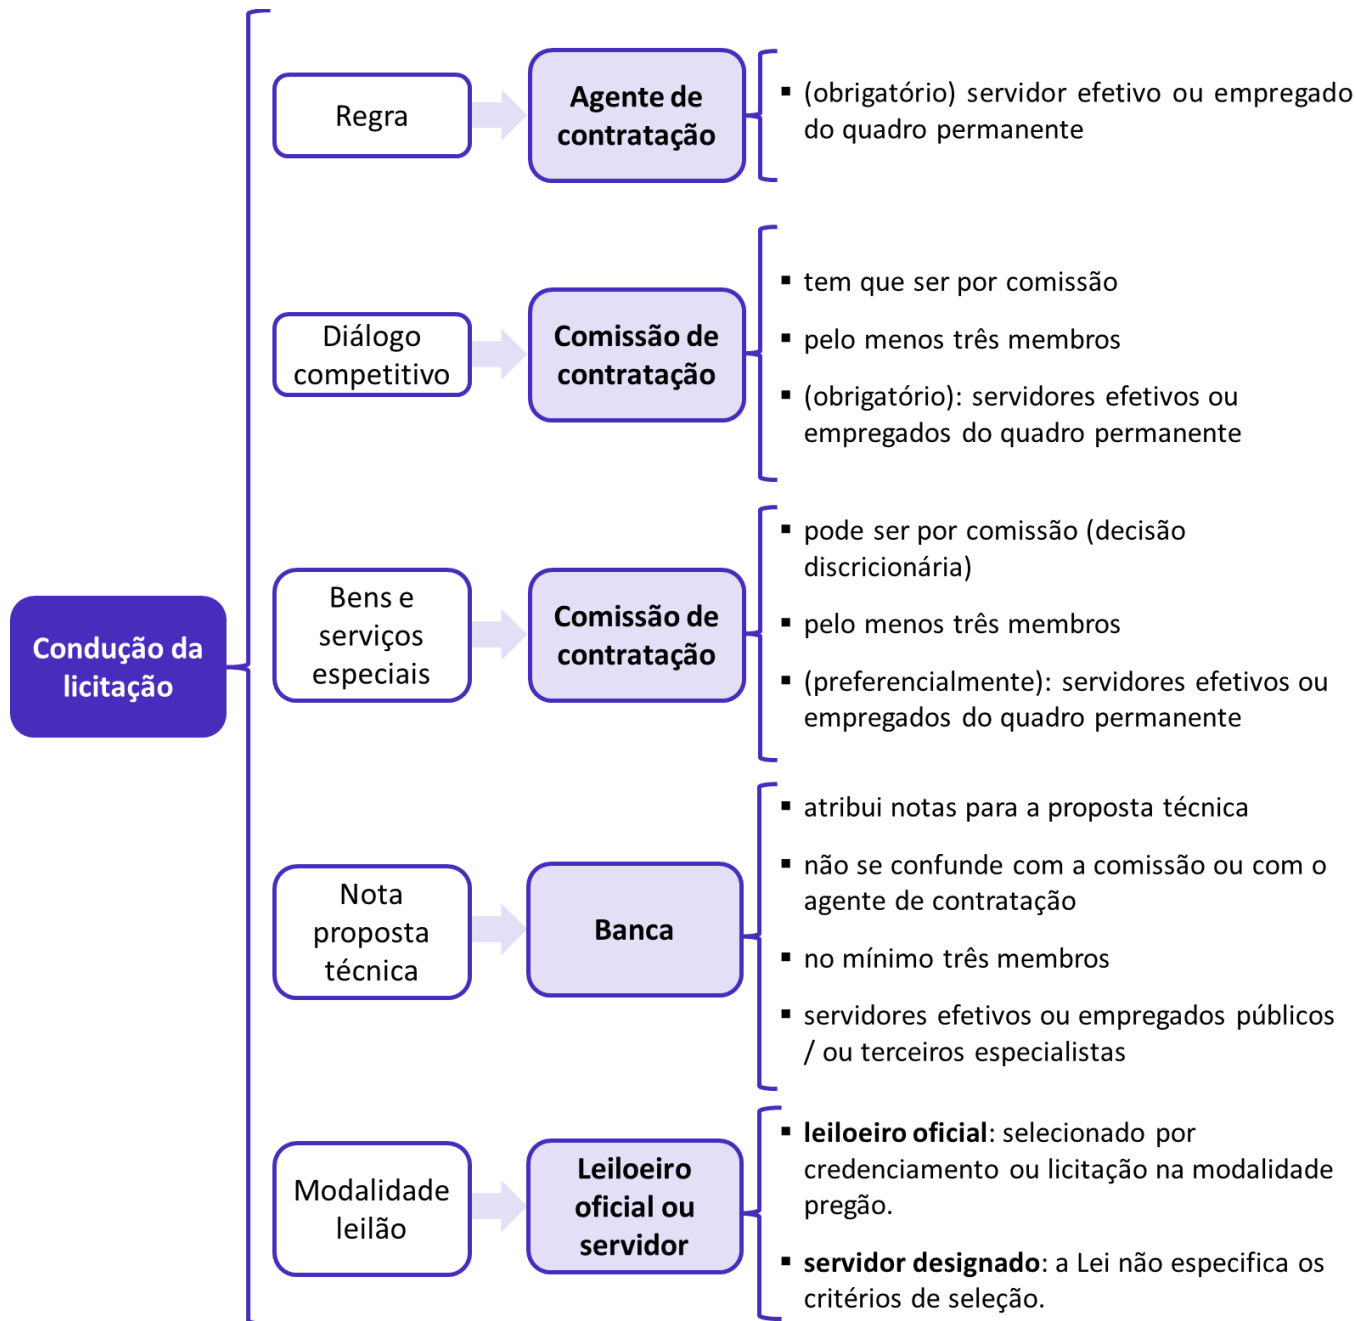 Condução da
licitação
Regra
Agente de
contratação
▪ (obrigatório) servidor efetivo ou empregado
do quadro permanente
Diálogo
competitivo
Comissão de
contratação
▪ tem que ser por comissão
▪ pelo menos três membros
▪ (obrigatório): servidores efetivos ou
empregados do quadro permanente
Bens e
serviços
especiais
Comissão de
contratação
▪ pode ser por comissão (decisão
discricionária)
▪ pelo menos três membros
▪ (preferencialmente): servidores efetivos ou
empregados do quadro permanente
Nota
proposta
técnica
Banca
▪ atribui notas para a proposta técnica
▪ não se confunde com a comissão ou com o
agente de contratação
▪ no mínimo três membros
▪ servidores efetivos ou empregados públicos
/ ou terceiros especialistas
Modalidade
leilão
Leiloeiro
oficial ou
servidor
▪ leiloeiro oficial: selecionado por
credenciamento ou licitação na modalidade
pregão.
▪ servidor designado: a Lei não especifica os
critérios de seleção.